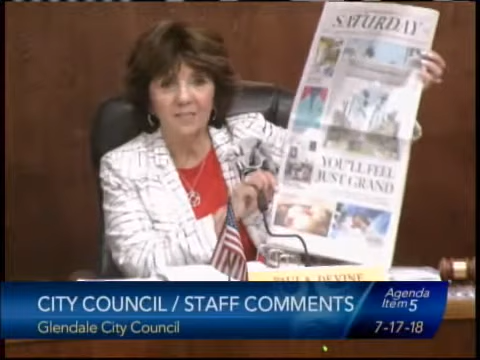 SATURDAY
YOU'LL FEEL
JUST GRAND
PAULA DEVINE
CITY COUNCIL / STAFF COMMENTS
Agenda
Item 5
Glendale City Council
7-17-18